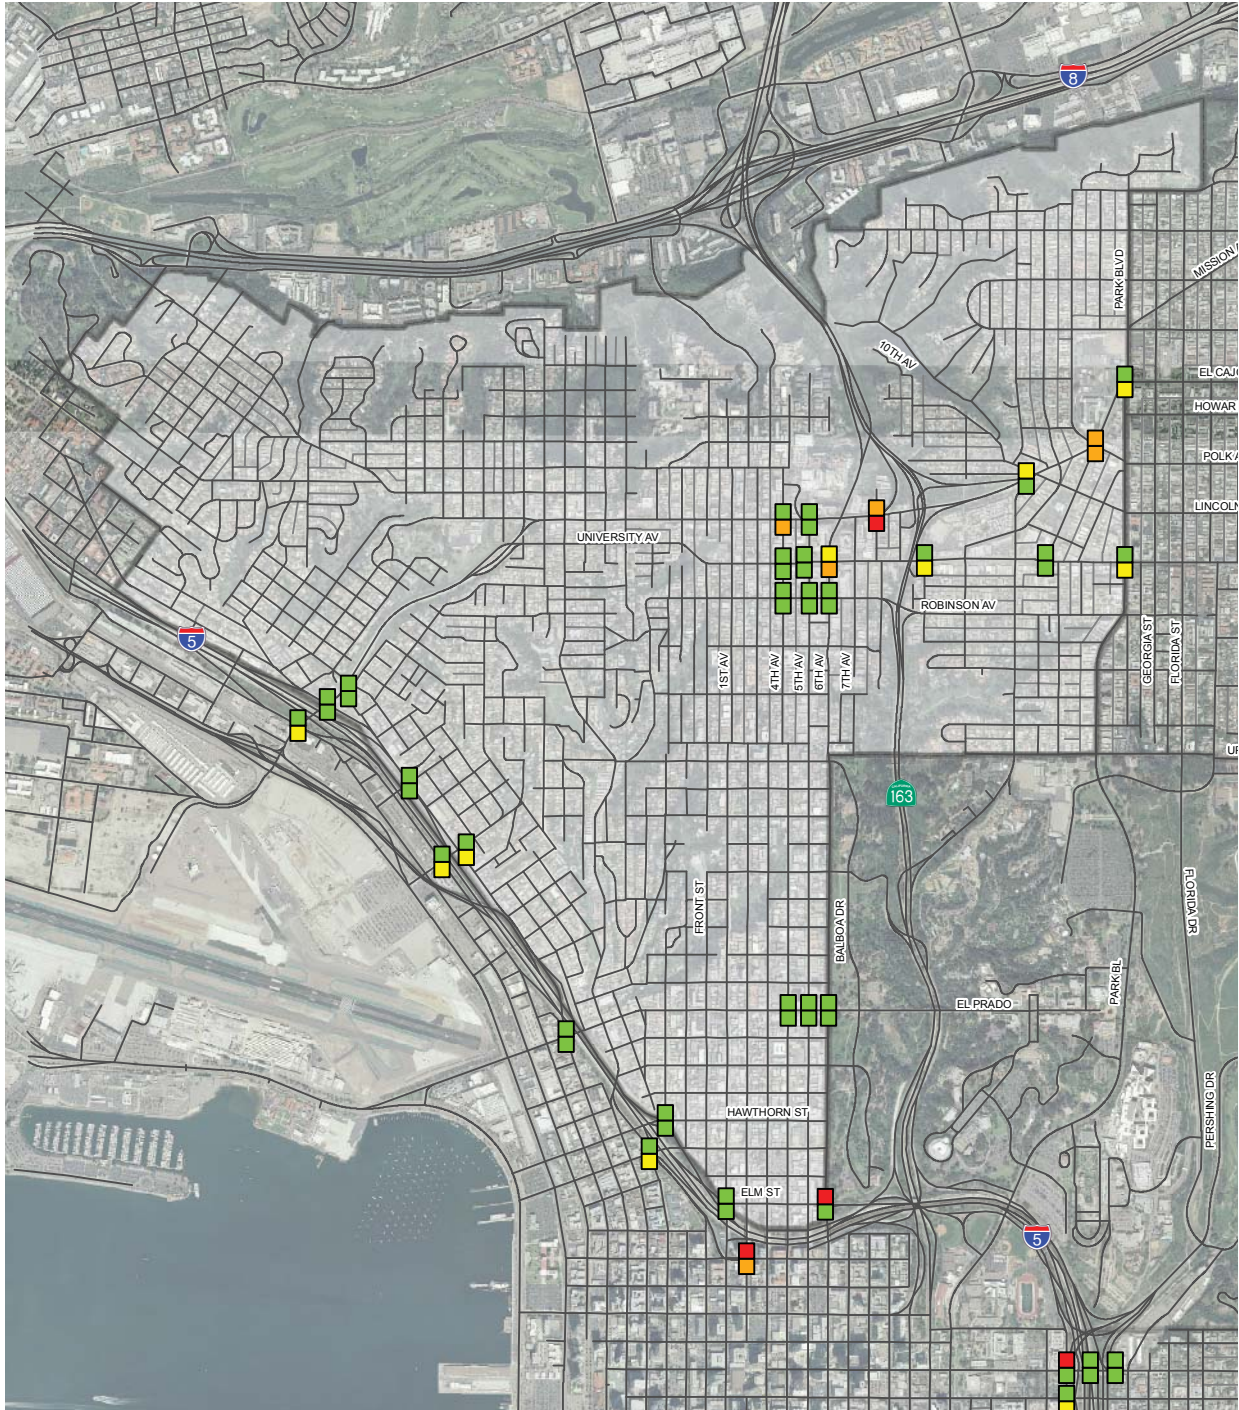 8
PARK BLVD
MISSION A
10TH AV
EL CAJO
HOWAR
POLK A
LINCOLN
UNIVERSITY AV
ROBINSON AV
5
1ST AV
4TH AV
5TH AV
6TH AV
7TH AV
GEORGIA ST
FLORIDA ST
UP
163
FRONT ST
BALBOA DR
FLORIDA DR
PARK BL
EL PRADO
HAWTHORN ST
PERSHING DR
ELM ST
5